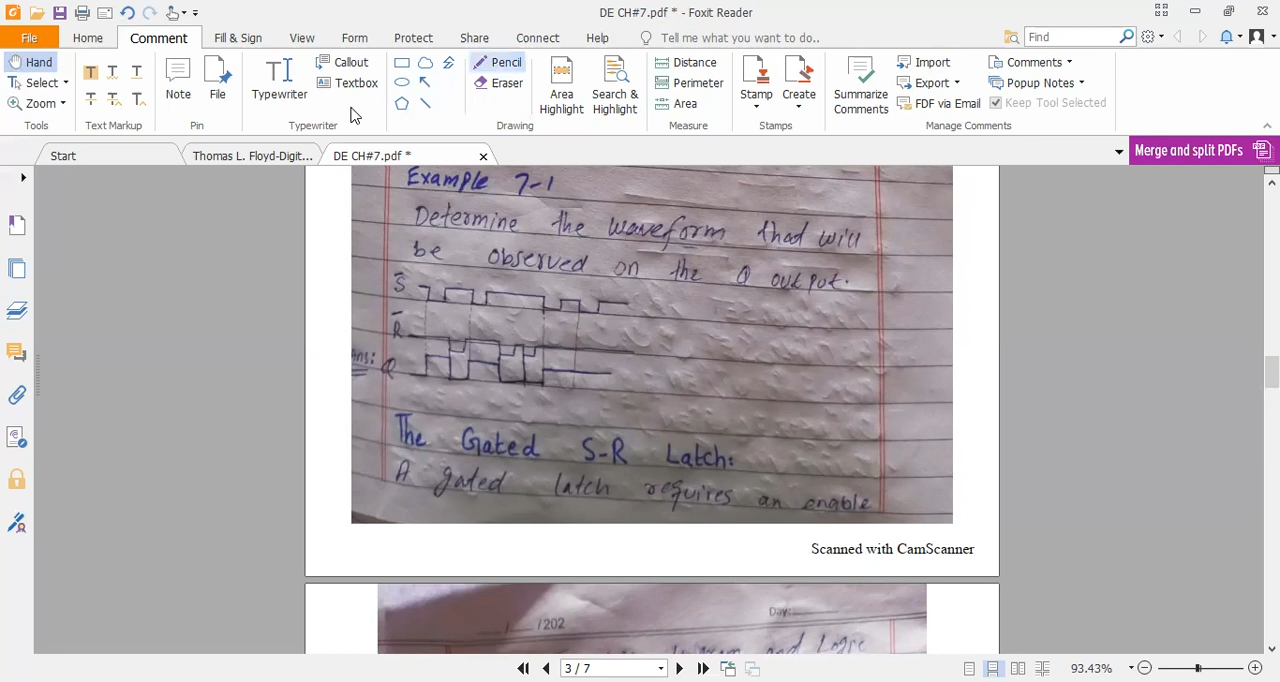 DE CH#7.pdf * - Foxit Reader
File Home Comment Fill & Sign View Form Protect Share Connect Help Tell me what you want to do.. Find
Hand
Select
Zoom
Tools
Text Markup
Note
File
Pin
Typewriter
Callout
Textbox
Typewriter
Pencil
Eraser
Drawing
Area Highlight
Search & Highlight
Distance
Perimeter
Area
Measure
Stamp
Create
Stamps
Summarize Comments
Import
Export
FDF via Email
Comments
Popup Notes
Keep Tool Selected
Manage Comments
Start Thomas L. Floyd-Digit... DE CH#7.pdf * Merge and split PDFs
Example 7-1
Determine the waveform that will
be observed on the Q output.
S̅
R̅
Ans: Q
The Gated S-R Latch:
A gated latch requires an enable
Scanned with CamScanner
/ /202 Day:
and Logic
3 / 7 93.43%